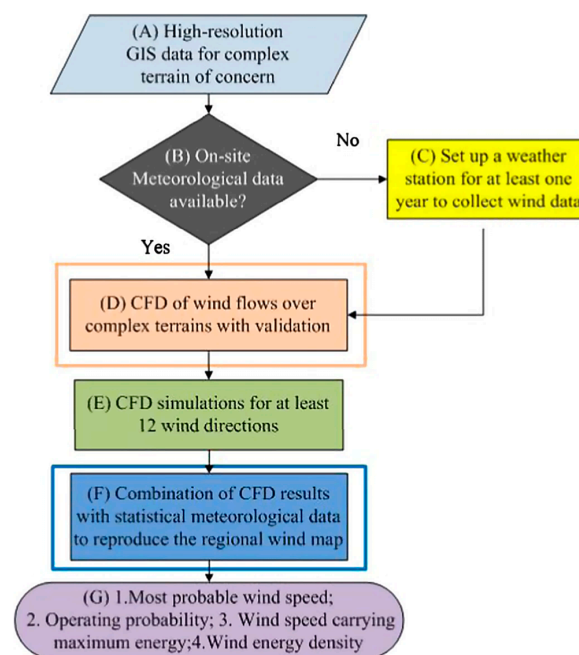 (A) High-resolution
GIS data for complex
terrain of concern
(B) On-site
Meteorological data
available?
No
(C) Set up a weather
station for at least one
year to collect wind data
Yes
(D) CFD of wind flows over
complex terrains with validation
(E) CFD simulations for at least
12 wind directions
(F) Combination of CFD results
with statistical meteorological data
to reproduce the regional wind map
(G) 1.Most probable wind speed;
2. Operating probability; 3. Wind speed carrying
maximum energy;4.Wind energy density